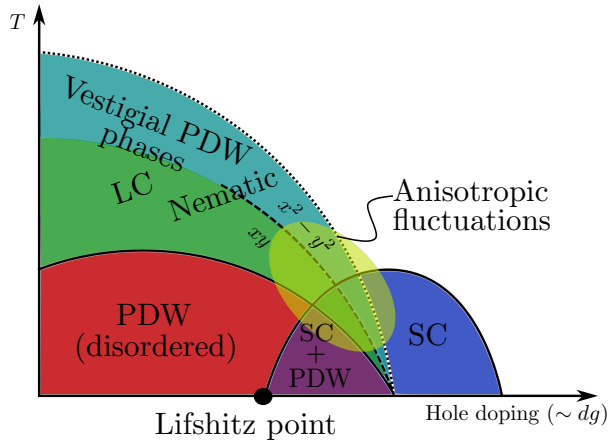 T
Vestigial PDW
phases
LC
Nematic
x² − y²
xy
Anisotropic
fluctuations
PDW
(disordered)
SC
+
PDW
SC
Lifshitz point
Hole doping (∼ dg)